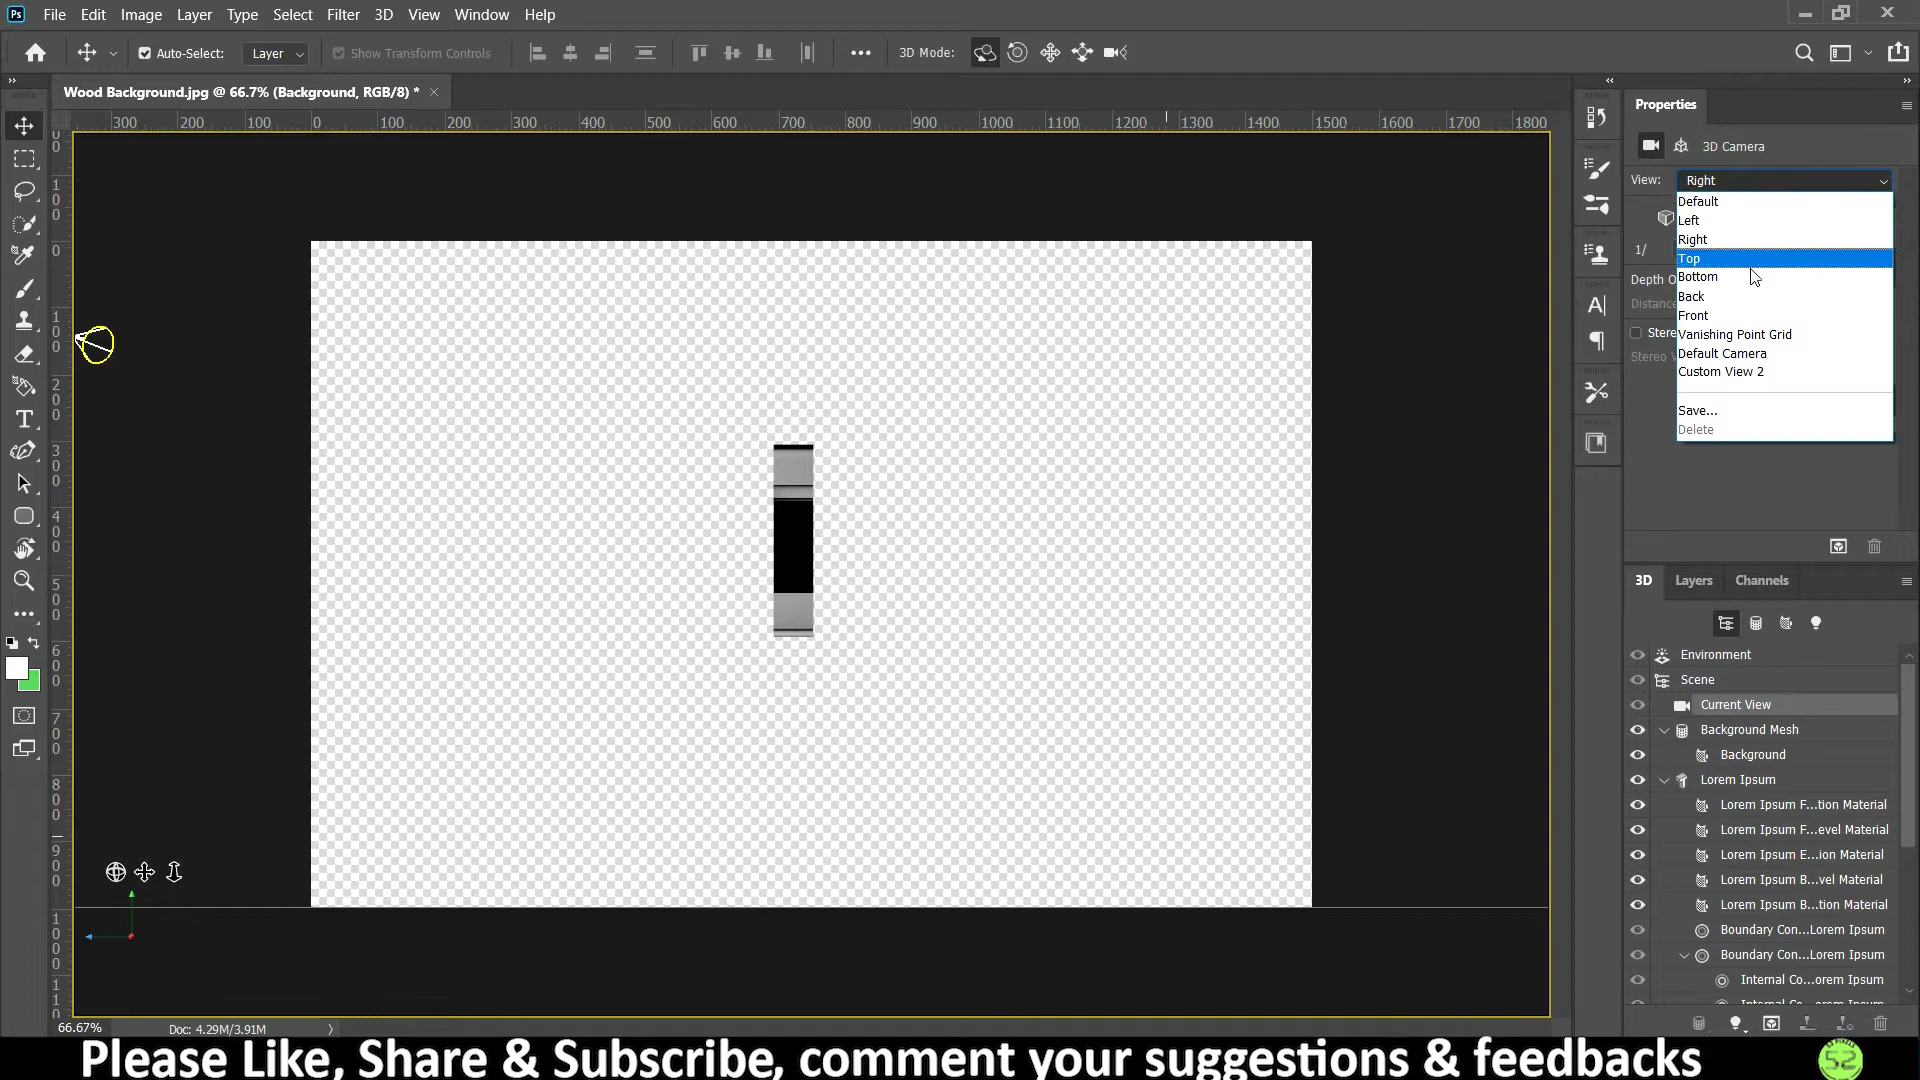 Ps File Edit Image Layer Type Select Filter 3D View Window Help
Auto-Select: Layer Show Transform Controls 3D Mode:
Wood Background.jpg @ 66.7% (Background, RGB/8) *
300 200 100 0 100 200 300 400 500 600 700 800 900 1000 1100 1200 1300 1400 1500 1600 1700 1800
Properties
3D Camera
View: Right
Default
Left
Right
Top
Bottom
Back
Front
Vanishing Point Grid
Default Camera
Custom View 2
Save...
Delete
1/
Depth O
Distanc
Stere
Stereo V
3D Layers Channels
Environment
Scene
Current View
Background Mesh
Background
Lorem Ipsum
Lorem Ipsum F...tion Material
Lorem Ipsum F...evel Material
Lorem Ipsum E...ion Material
Lorem Ipsum B...vel Material
Lorem Ipsum B...tion Material
Boundary Con...Lorem Ipsum
Boundary Con...Lorem Ipsum
Internal Co...orem Ipsum
66.67% Doc: 4.29M/3.91M
Please Like, Share & Subscribe, comment your suggestions & feedbacks
52